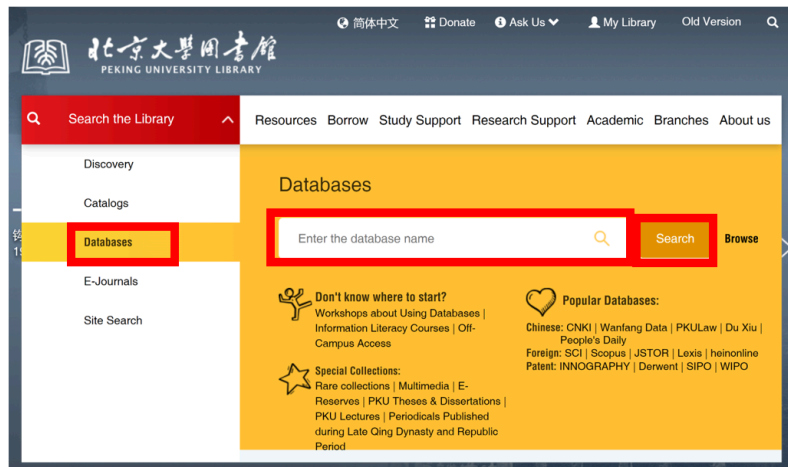 简体中文 Donate Ask Us My Library Old Version
北京大學圖書館
PEKING UNIVERSITY LIBRARY
Search the Library
Resources Borrow Study Support Research Support Academic Branches About us
Discovery
Catalogs
Databases
E-Journals
Site Search
Databases
Enter the database name Search Browse
Don't know where to start?
Workshops about Using Databases |
Information Literacy Courses | Off-
Campus Access
Special Collections:
Rare collections | Multimedia | E-
Reserves | PKU Theses & Dissertations |
PKU Lectures | Periodicals Published
during Late Qing Dynasty and Republic
Period
Popular Databases:
Chinese: CNKI | Wanfang Data | PKULaw | Du Xiu |
People's Daily
Foreign: SCI | Scopus | JSTOR | Lexis | heinonline
Patent: INNOGRAPHY | Derwent | SIPO | WIPO